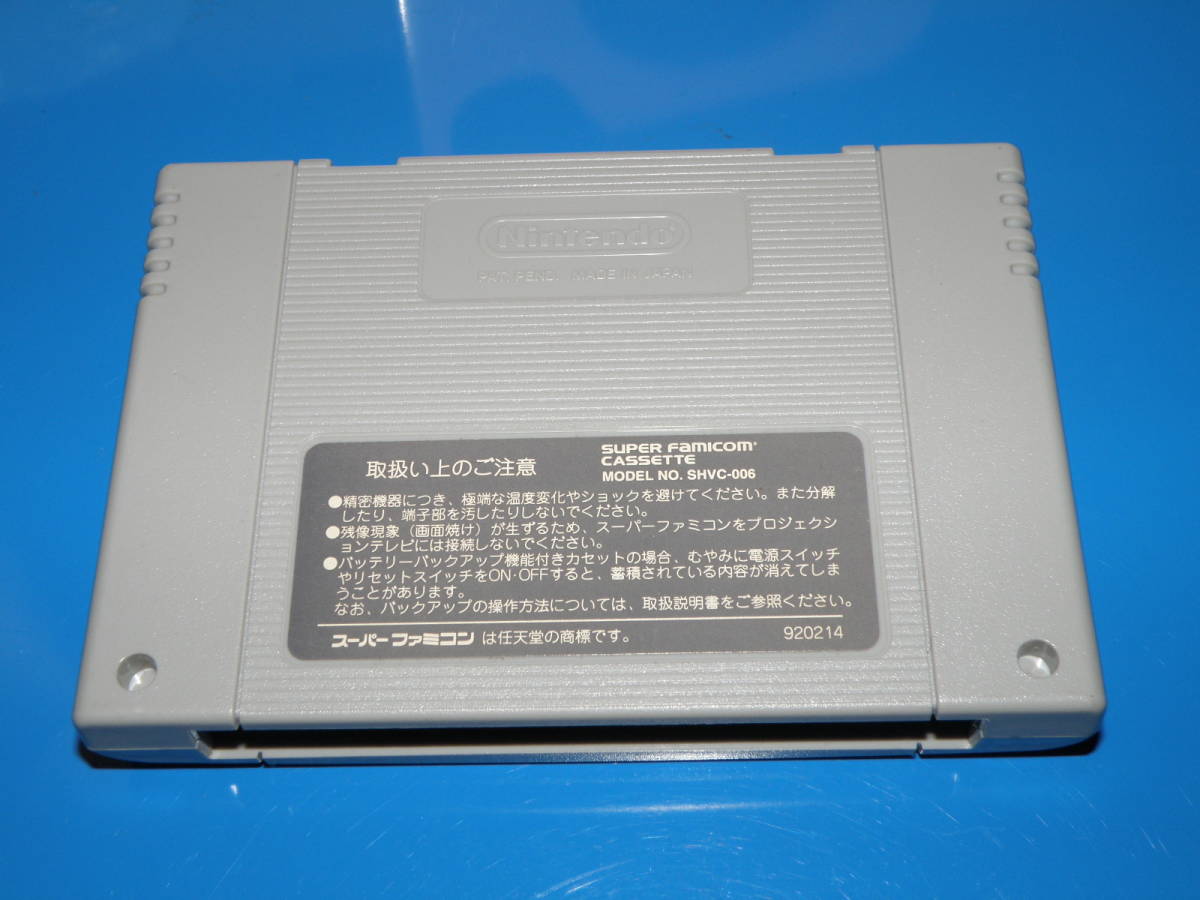 Nintendo
PAT. PEND. MADE IN JAPAN
取扱い上のご注意
SUPER FAMICOM
CASSETTE
MODEL NO. SHVC-006
●精密機器につき、極端な温度変化やショックを避けてください。また分解
したり、端子部を汚したりしないでください。
●残像現象（画面焼け）が生ずるため、スーパーファミコンをプロジェクシ
ョンテレビには接続しないでください。
●バッテリーバックアップ機能付きカセットの場合、むやみに電源スイッチ
やリセットスイッチをON・OFFすると、蓄積されている内容が消えてしま
うことがあります。
なお、バックアップの操作方法については、取扱説明書をご参照ください。
スーパーファミコン は任天堂の商標です。
920214